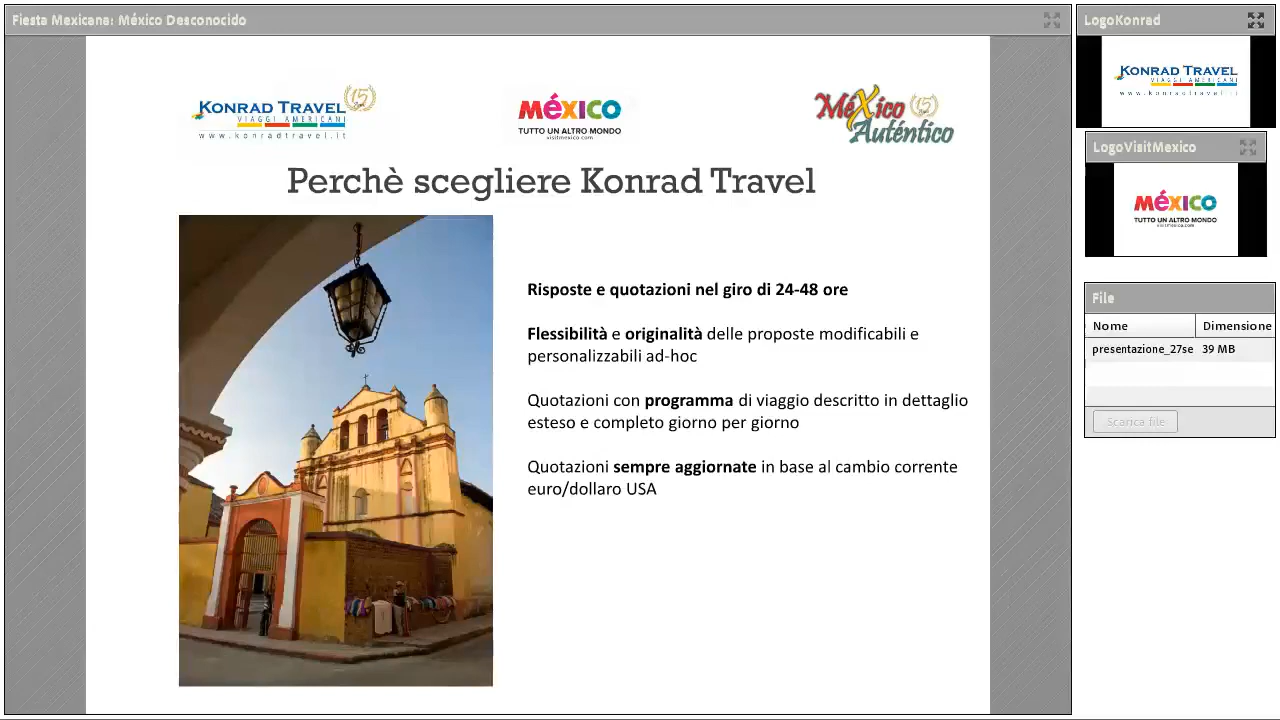 Fiesta Mexicana: México Desconocido
KONRAD TRAVEL 15
VIAGGI AMERICANI
www.konradtravel.it
MéXICO
TUTTO UN ALTRO MONDO
visitmexico.com
MéXico 15
Auténtico
Perchè scegliere Konrad Travel
Risposte e quotazioni nel giro di 24-48 ore
Flessibilità e originalità delle proposte modificabili e
personalizzabili ad-hoc
Quotazioni con programma di viaggio descritto in dettaglio
esteso e completo giorno per giorno
Quotazioni sempre aggiornate in base al cambio corrente
euro/dollaro USA
LogoKonrad
KONRAD TRAVEL
VIAGGI AMERICANI
www.konradtravel.it
LogoVisitMexico
MéXICO
TUTTO UN ALTRO MONDO
visitmexico.com
File
Nome Dimensione
presentazione_27se 39 MB
Scarica file